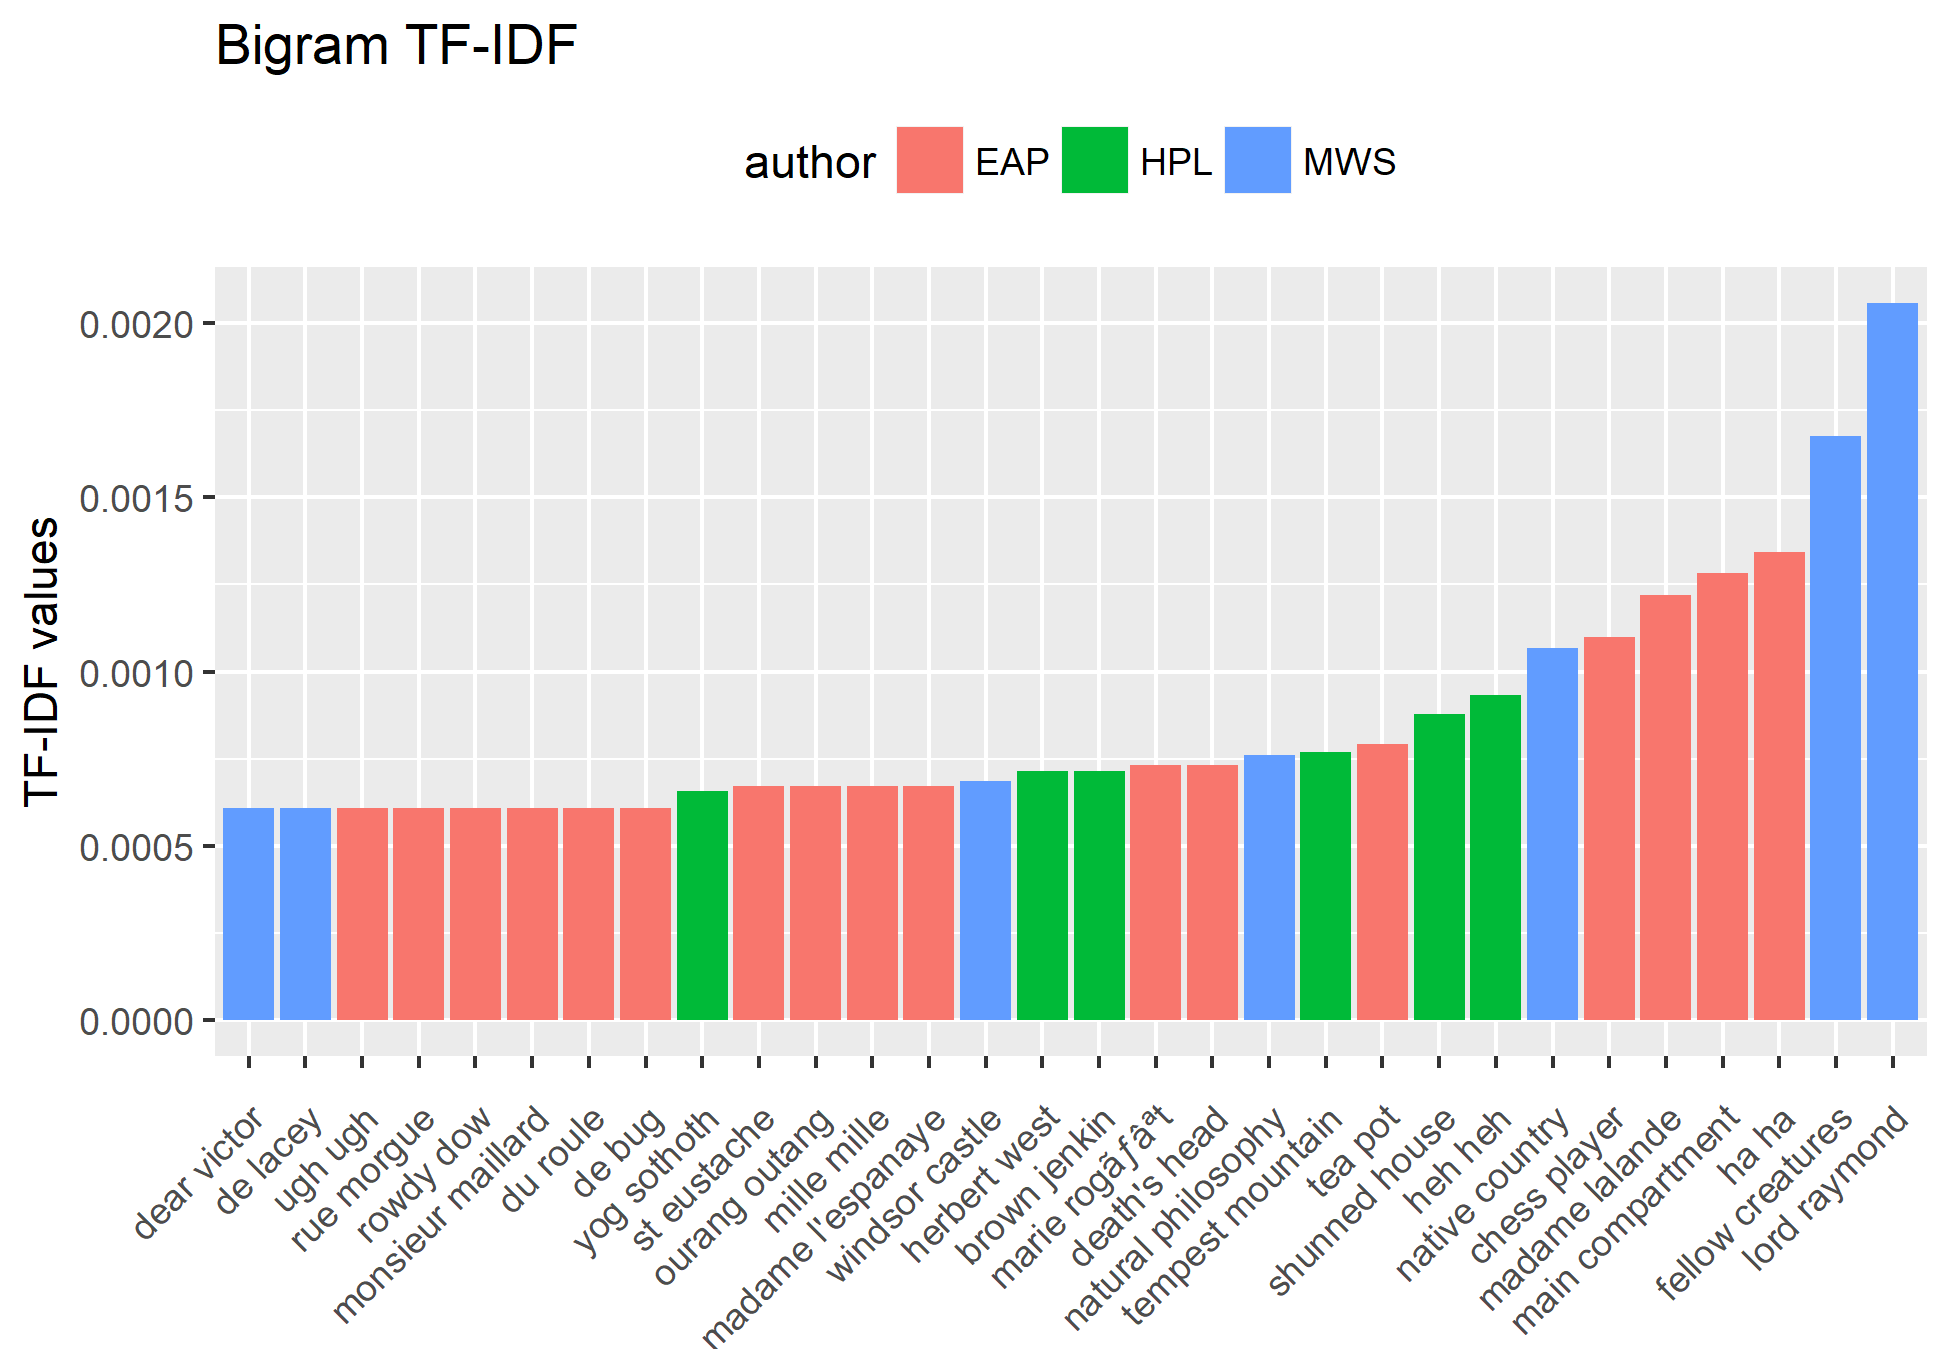 Bigram TF-IDF
author EAP HPL MWS
TF-IDF values
0.0020
0.0015
0.0010
0.0005
0.0000
dear victor
de lacey
ugh ugh
rue morgue
rowdy dow
monsieur maillard
du roule
de bug
yog sothoth
st eustache
ourang outang
mille mille
madame l'espanaye
windsor castle
herbert west
brown jenkin
marie rogãƒâªt
death's head
natural philosophy
tempest mountain
tea pot
shunned house
heh heh
native country
chess player
madame lalande
main compartment
ha ha
fellow creatures
lord raymond